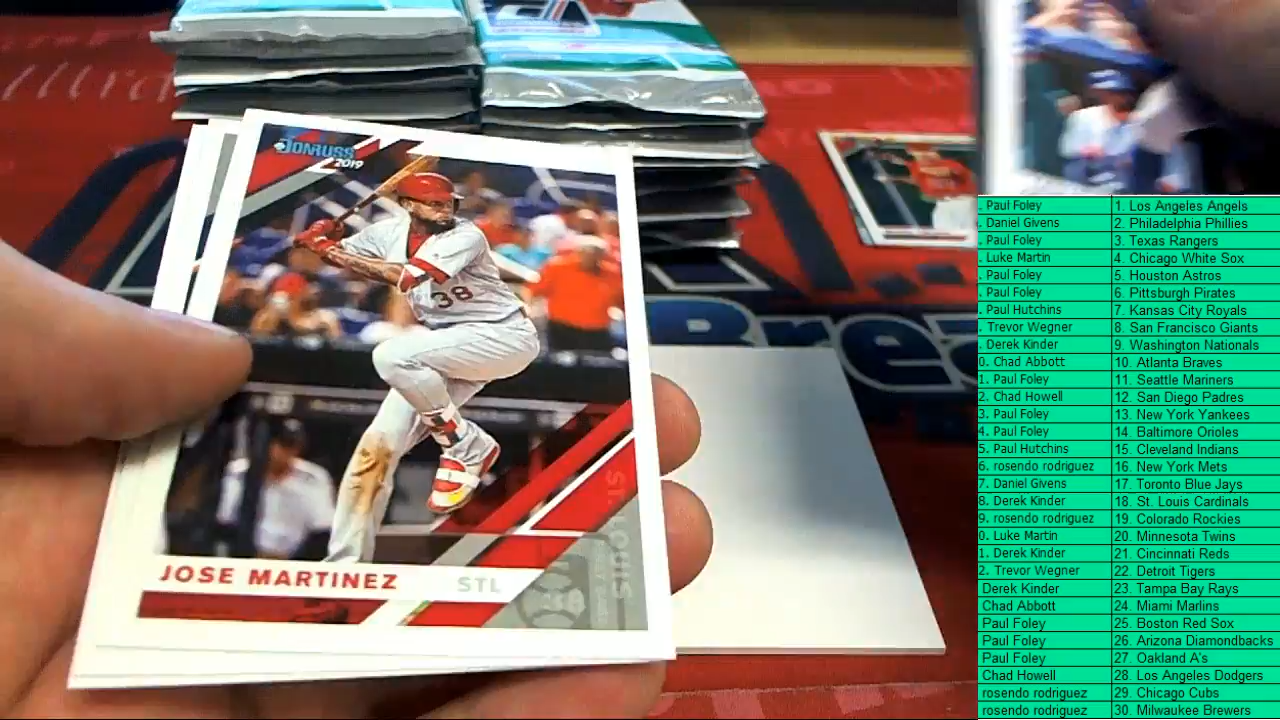 DONRUSS
2019
38
JOSE MARTINEZ STL
ST. LOUIS
Bre
. Paul Foley 1. Los Angeles Angels
. Daniel Givens 2. Philadelphia Phillies
. Paul Foley 3. Texas Rangers
. Luke Martin 4. Chicago White Sox
. Paul Foley 5. Houston Astros
. Paul Foley 6. Pittsburgh Pirates
. Paul Hutchins 7. Kansas City Royals
. Trevor Wegner 8. San Francisco Giants
. Derek Kinder 9. Washington Nationals
0. Chad Abbott 10. Atlanta Braves
1. Paul Foley 11. Seattle Mariners
2. Chad Howell 12. San Diego Padres
3. Paul Foley 13. New York Yankees
4. Paul Foley 14. Baltimore Orioles
5. Paul Hutchins 15. Cleveland Indians
6. rosendo rodriguez 16. New York Mets
7. Daniel Givens 17. Toronto Blue Jays
8. Derek Kinder 18. St. Louis Cardinals
9. rosendo rodriguez 19. Colorado Rockies
0. Luke Martin 20. Minnesota Twins
1. Derek Kinder 21. Cincinnati Reds
2. Trevor Wegner 22. Detroit Tigers
Derek Kinder 23. Tampa Bay Rays
Chad Abbott 24. Miami Marlins
Paul Foley 25. Boston Red Sox
Paul Foley 26. Arizona Diamondbacks
Paul Foley 27. Oakland A's
Chad Howell 28. Los Angeles Dodgers
rosendo rodriguez 29. Chicago Cubs
rosendo rodriguez 30. Milwaukee Brewers